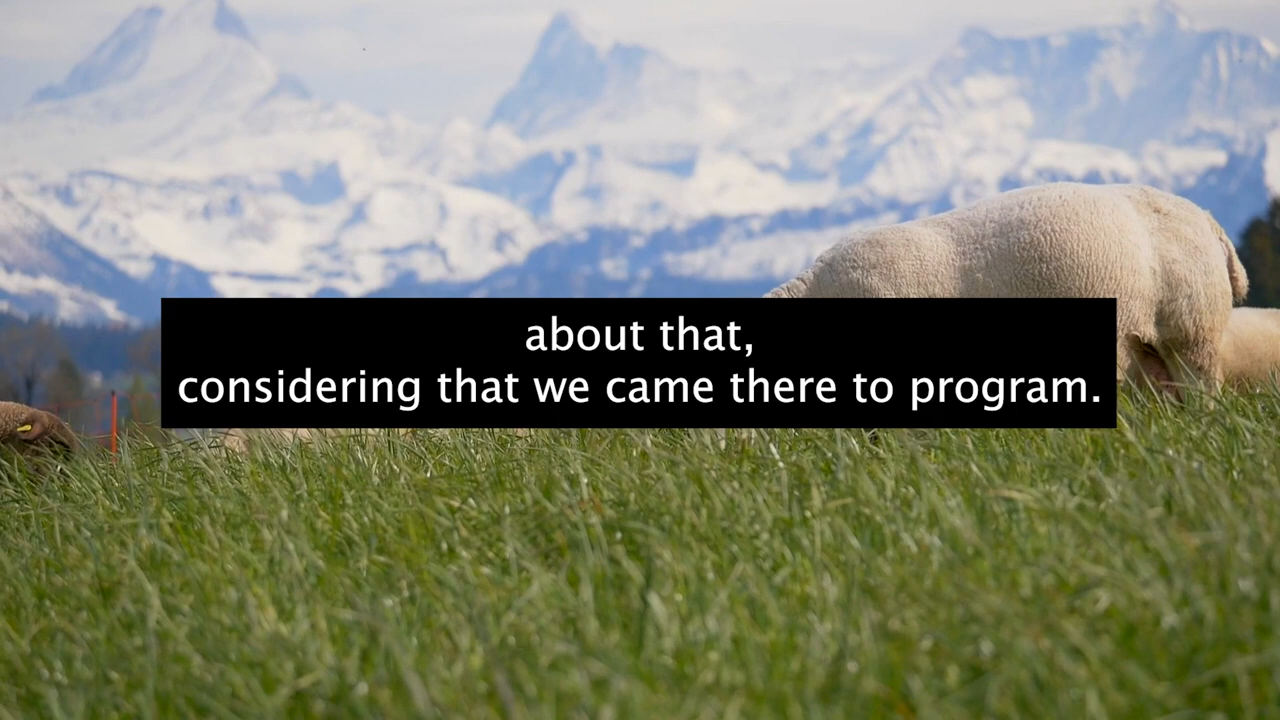 about that,
considering that we came there to program.